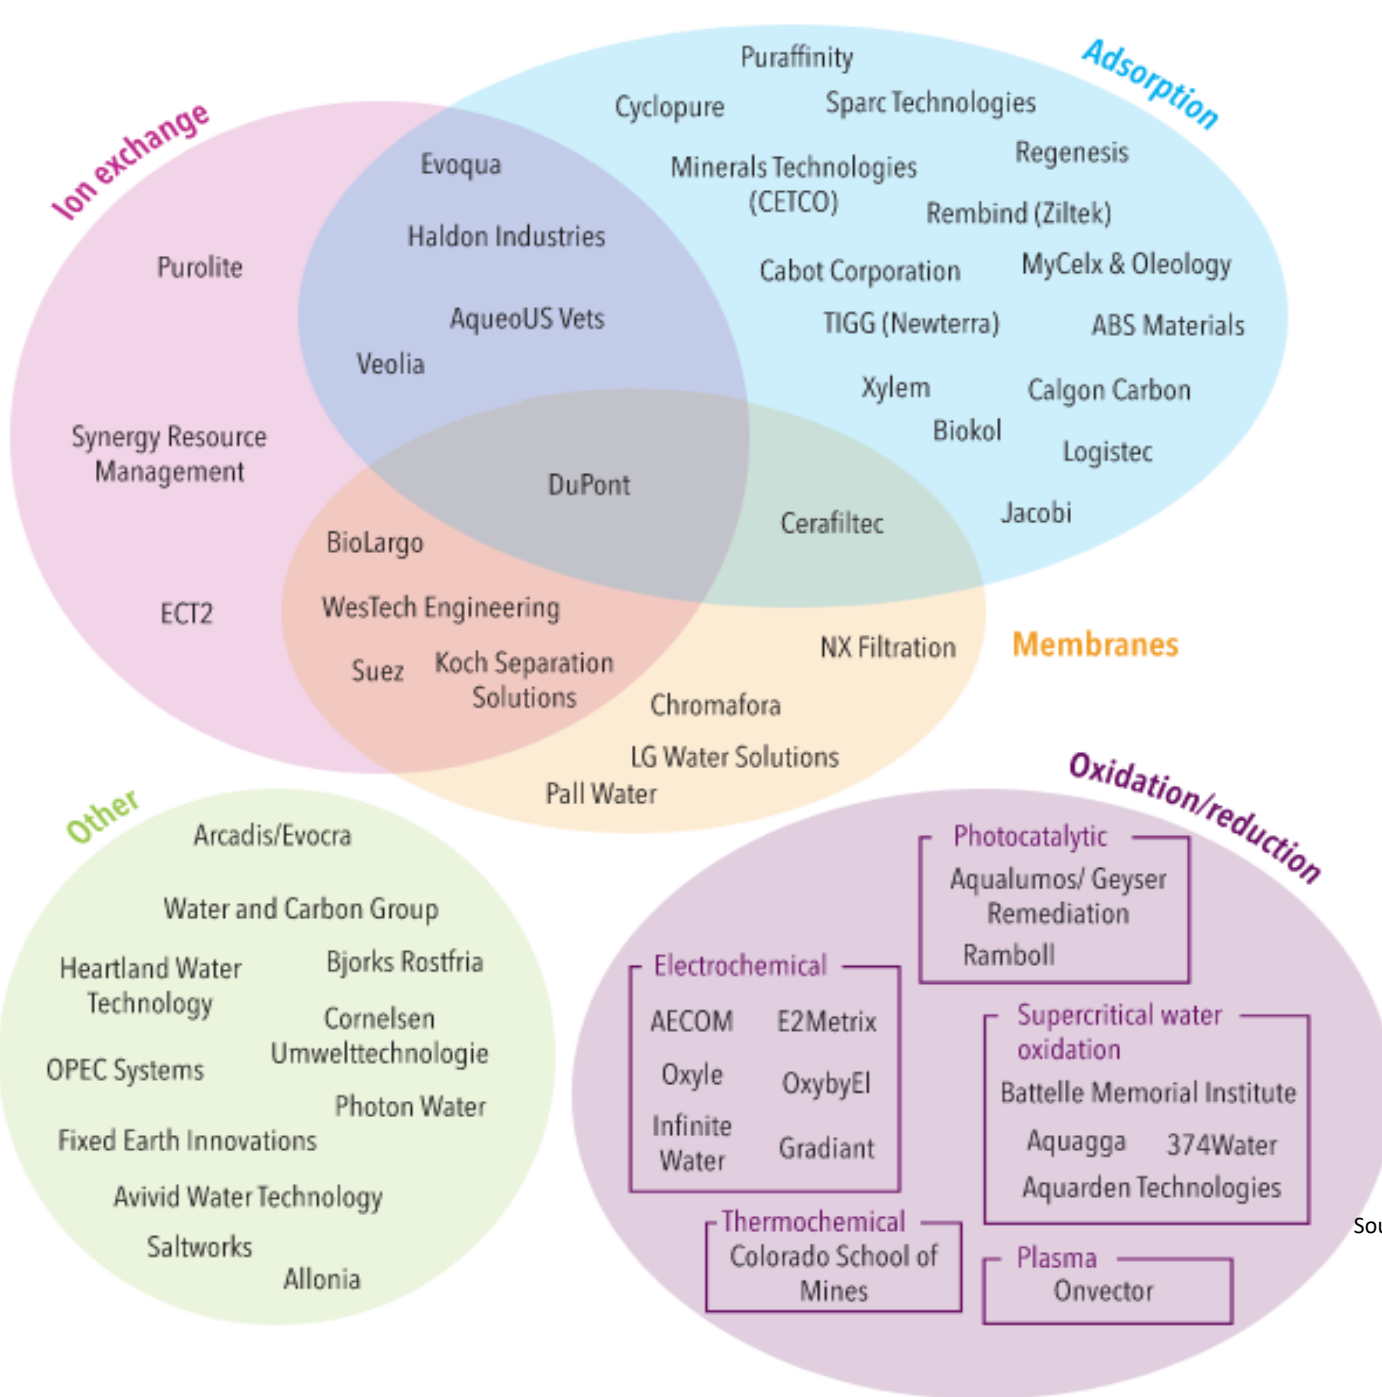 Adsorption
Puraffinity
Cyclopure
Sparc Technologies
Regenesis
Minerals Technologies
(CETCO)
Rembind (Ziltek)
Cabot Corporation
MyCelx & Oleology
TIGG (Newterra)
ABS Materials
Xylem
Calgon Carbon
Biokol
Logistec
Jacobi
Ion exchange
Evoqua
Haldon Industries
AqueoUS Vets
Veolia
Purolite
Synergy Resource
Management
ECT2
DuPont
Cerafiltec
BioLargo
WesTech Engineering
Suez
Koch Separation
Solutions
Membranes
NX Filtration
Chromafora
LG Water Solutions
Pall Water
Other
Arcadis/Evocra
Water and Carbon Group
Heartland Water
Technology
Bjorks Rostfria
Cornelsen
Umwelttechnologie
OPEC Systems
Photon Water
Fixed Earth Innovations
Avivid Water Technology
Saltworks
Allonia
Oxidation/reduction
Photocatalytic
Aqualumos/ Geyser
Remediation
Ramboll
Electrochemical
AECOM
E2Metrix
Oxyle
OxybyEl
Infinite
Water
Gradiant
Supercritical water
oxidation
Battelle Memorial Institute
Aquagga
374Water
Aquarden Technologies
Thermochemical
Colorado School of
Mines
Plasma
Onvector